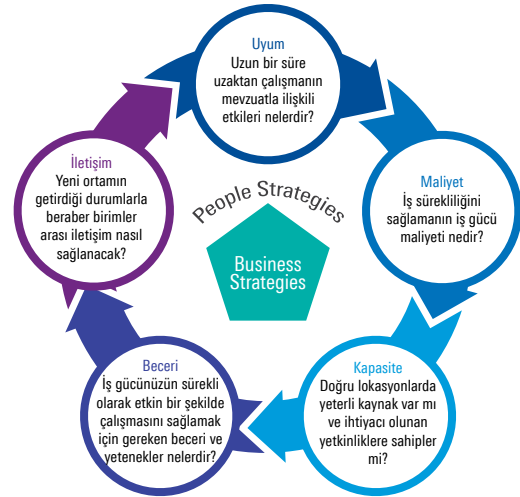 Uyum
Uzun bir süre
uzaktan çalışmanın
mevzuatla ilişkili
etkileri nelerdir?
Maliyet
İş sürekliliğini
sağlamanın iş gücü
maliyeti nedir?
Kapasite
Doğru lokasyonlarda
yeterli kaynak var mı
ve ihtiyacı olunan
yetkinliklere sahipler
mi?
Beceri
İş gücünüzün sürekli
olarak etkin bir şekilde
çalışmasını sağlamak
için gereken beceri ve
yetenekler nelerdir?
İletişim
Yeni ortamın
getirdiği durumlarla
beraber birimler
arası iletişim nasıl
sağlanacak?
People Strategies
Business
Strategies